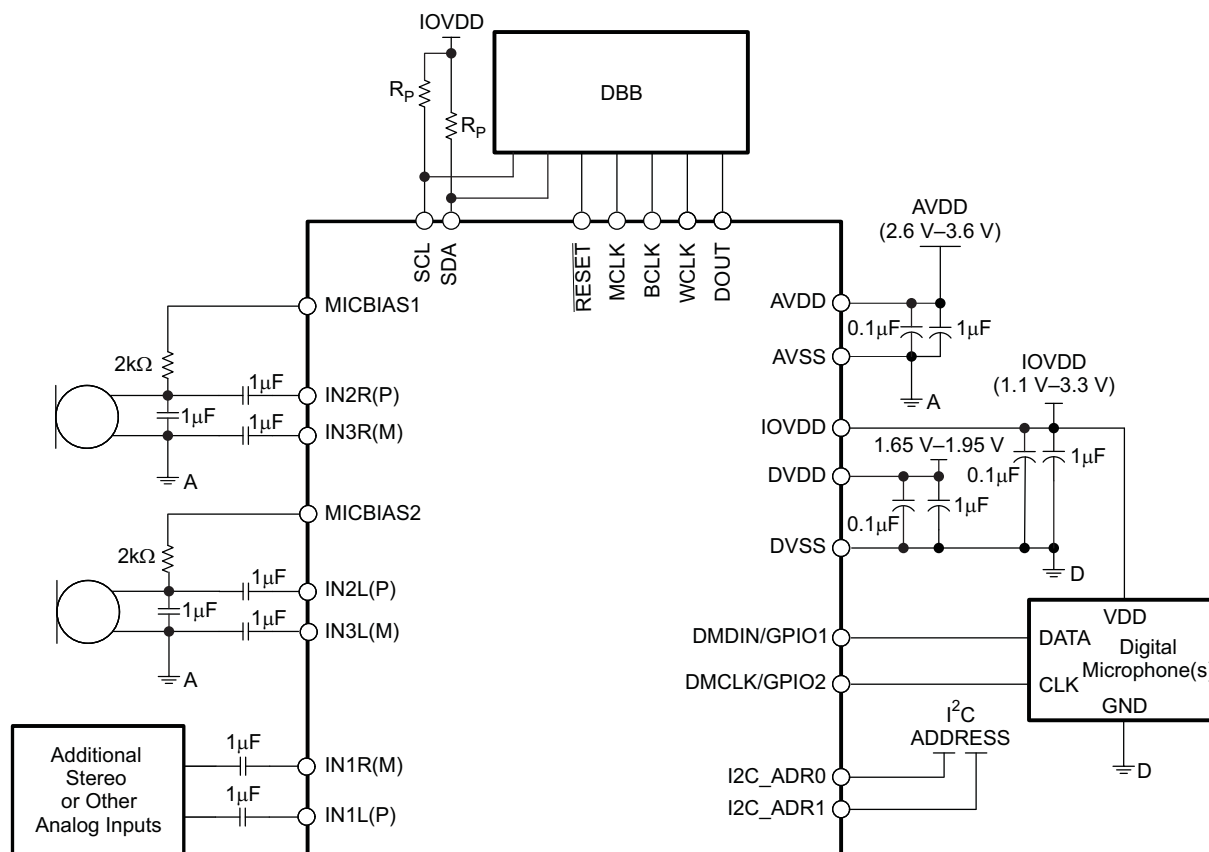 IOVDD
R_P
R_P
DBB
SCL
SDA
RESET
MCLK
BCLK
WCLK
DOUT
AVDD
(2.6 V–3.6 V)
MICBIAS1
AVDD
0.1μF
1μF
2kΩ
AVSS
IOVDD
(1.1 V–3.3 V)
1μF
IN2R(P)
1μF
A
1μF
IN3R(M)
IOVDD
1.65 V–1.95 V
1μF
0.1μF
A
DVDD
1μF
0.1μF
MICBIAS2
2kΩ
DVSS
D
1μF
IN2L(P)
1μF
1μF
IN3L(M)
VDD
DMDIN/GPIO1
DATA
Digital
Microphone(s)
A
DMCLK/GPIO2
CLK
GND
I²C
ADDRESS
Additional
Stereo
or Other
Analog Inputs
1μF
IN1R(M)
I2C_ADR0
D
1μF
IN1L(P)
I2C_ADR1